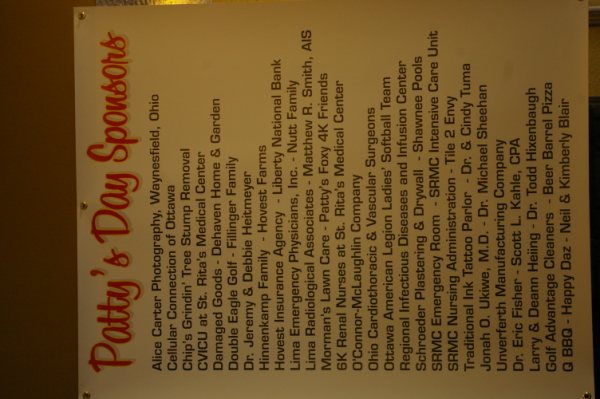 Patty's Day Sponsors
Alice Carter Photography, Waynesfield, Ohio
Cellular Connection of Ottawa
Chip's Grindin' Tree Stump Removal
CVICU at St. Rita's Medical Center
Damaged Goods - Dehaven Home & Garden
Double Eagle Golf - Fillinger Family
Dr. Jeremy & Debbie Heitmeyer
Hinnenkamp Family - Hovest Farms
Hovest Insurance Agency - Liberty National Bank
Lima Emergency Physicians, Inc. - Nutt Family
Lima Radiological Associates - Matthew R. Smith, AIS
Morman's Lawn Care - Patty's Foxy 4K Friends
6K Renal Nurses at St. Rita's Medical Center
O'Connor-McLaughlin Company
Ohio Cardiothoracic & Vascular Surgeons
Ottawa American Legion Ladies' Softball Team
Regional Infectious Diseases and Infusion Center
Schroeder Plastering & Drywall - Shawnee Pools
SRMC Emergency Room - SRMC Intensive Care Unit
SRMC Nursing Administration - Tile 2 Envy
Traditional Ink Tattoo Parlor - Dr. & Cindy Tuma
Jonah D. Ukiwe, M.D. - Dr. Michael Sheehan
Unverferth Manufacturing Company
Dr. Eric Fisher - Scott L. Kahle, CPA
Larry & Deann Heiing - Dr. Todd Hixenbaugh
Golf Advantage Cleaners - Beer Barrel Pizza
Q BBQ - Happy Daz - Neil & Kimberly Blair